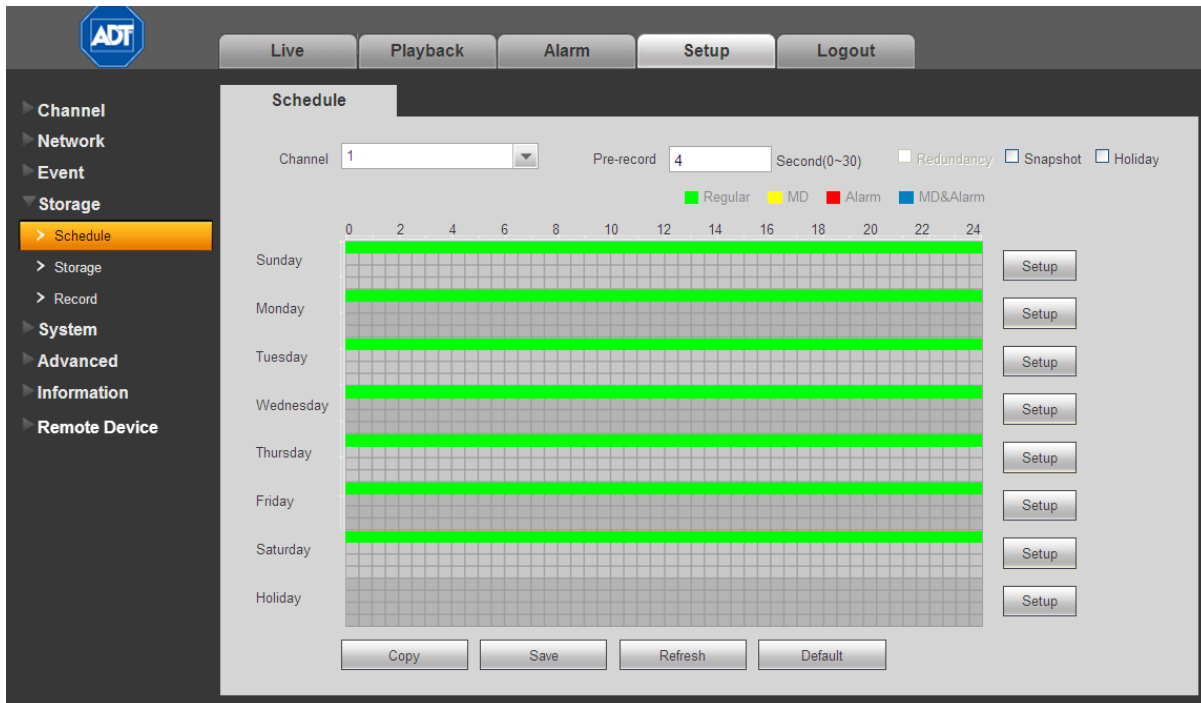 ADT
Live Playback Alarm Setup Logout
Channel
Network
Event
Storage
Schedule
Storage
Record
System
Advanced
Information
Remote Device
Schedule
Channel 1 Pre-record 4 Second(0~30) Redundancy Snapshot Holiday
Regular MD Alarm MD&Alarm
0 2 4 6 8 10 12 14 16 18 20 22 24
Sunday Setup
Monday Setup
Tuesday Setup
Wednesday Setup
Thursday Setup
Friday Setup
Saturday Setup
Holiday Setup
Copy Save Refresh Default